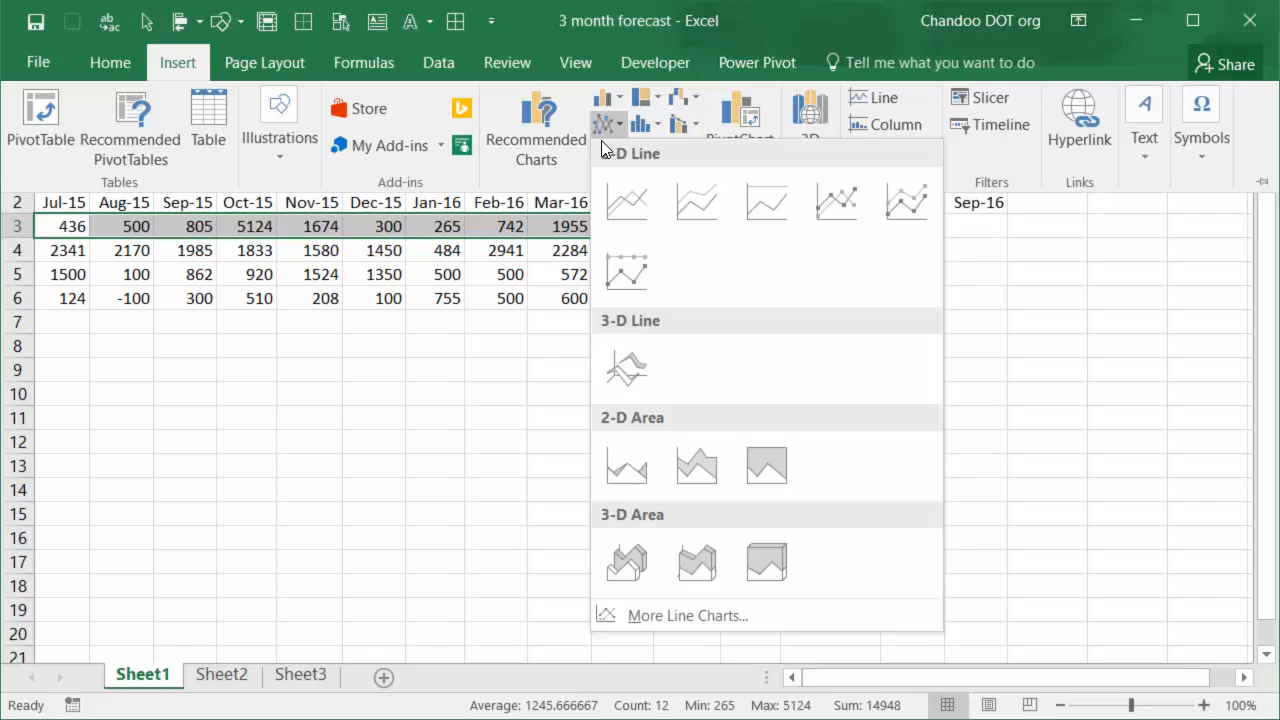 ab
ac
3 month forecast - Excel
Chandoo DOT org
File
Home
Insert
Page Layout
Formulas
Data
Review
View
Developer
Power Pivot
Tell me what you want to do
Share
PivotTable
Recommended
PivotTables
Table
Tables
Illustrations
Store
My Add-ins
Add-ins
Recommended
Charts
Line
Column
Slicer
Timeline
Filters
Hyperlink
Links
Text
Symbols
-D Line
3-D Line
2-D Area
3-D Area
More Line Charts...
2 Jul-15 Aug-15 Sep-15 Oct-15 Nov-15 Dec-15 Jan-16 Feb-16 Mar-16 Sep-16
3 436 500 805 5124 1674 300 265 742 1955
4 2341 2170 1985 1833 1580 1450 484 2941 2284
5 1500 100 862 920 1524 1350 500 500 572
6 124 -100 300 510 208 100 755 500 600
7
8
9
10
11
12
13
14
15
16
17
18
19
20
21
Sheet1 Sheet2 Sheet3
Ready
Average: 1245.666667 Count: 12 Min: 265 Max: 5124 Sum: 14948
100%